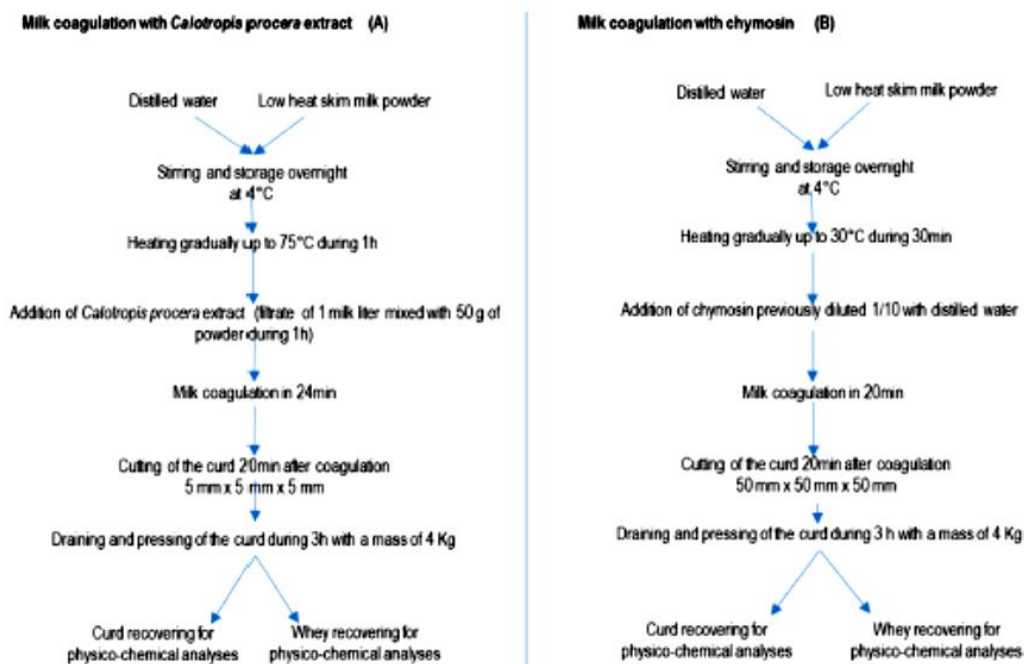 Milk coagulation with Calotropis procera extract (A)
Distilled water
Low heat skim milk powder
Stirring and storage overnight
at 4°C
Heating gradually up to 75°C during 1h
Addition of Calotropis procera extract (filtrate of 1 milk liter mixed with 50 g of
powder during 1h)
Milk coagulation in 24min
Cutting of the curd 20min after coagulation
5 mm x 5 mm x 5 mm
Draining and pressing of the curd during 3h with a mass of 4 Kg
Curd recovering for
physico-chemical analyses
Whey recovering for
physico-chemical analyses
Milk coagulation with chymosin (B)
Distilled water
Low heat skim milk powder
Stirring and storage overnight
at 4°C
Heating gradually up to 30°C during 30min
Addition of chymosin previously diluted 1/10 with distilled water
Milk coagulation in 20min
Cutting of the curd 20min after coagulation
50 mm x 50 mm x 50 mm
Draining and pressing of the curd during 3 h with a mass of 4 Kg
Curd recovering for
physico-chemical analyses
Whey recovering for
physico-chemical analyses